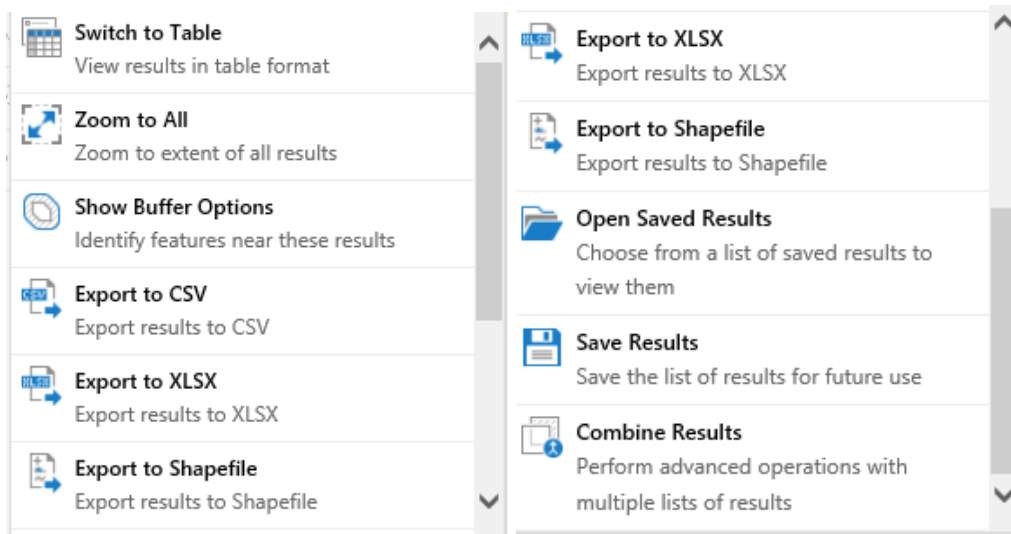 Switch to Table
View results in table format
Zoom to All
Zoom to extent of all results
Show Buffer Options
Identify features near these results
CSV
Export to CSV
Export results to CSV
XLSX
Export to XLSX
Export results to XLSX
Export to Shapefile
Export results to Shapefile
XLSX
Export to XLSX
Export results to XLSX
Export to Shapefile
Export results to Shapefile
Open Saved Results
Choose from a list of saved results to
view them
Save Results
Save the list of results for future use
Combine Results
Perform advanced operations with
multiple lists of results